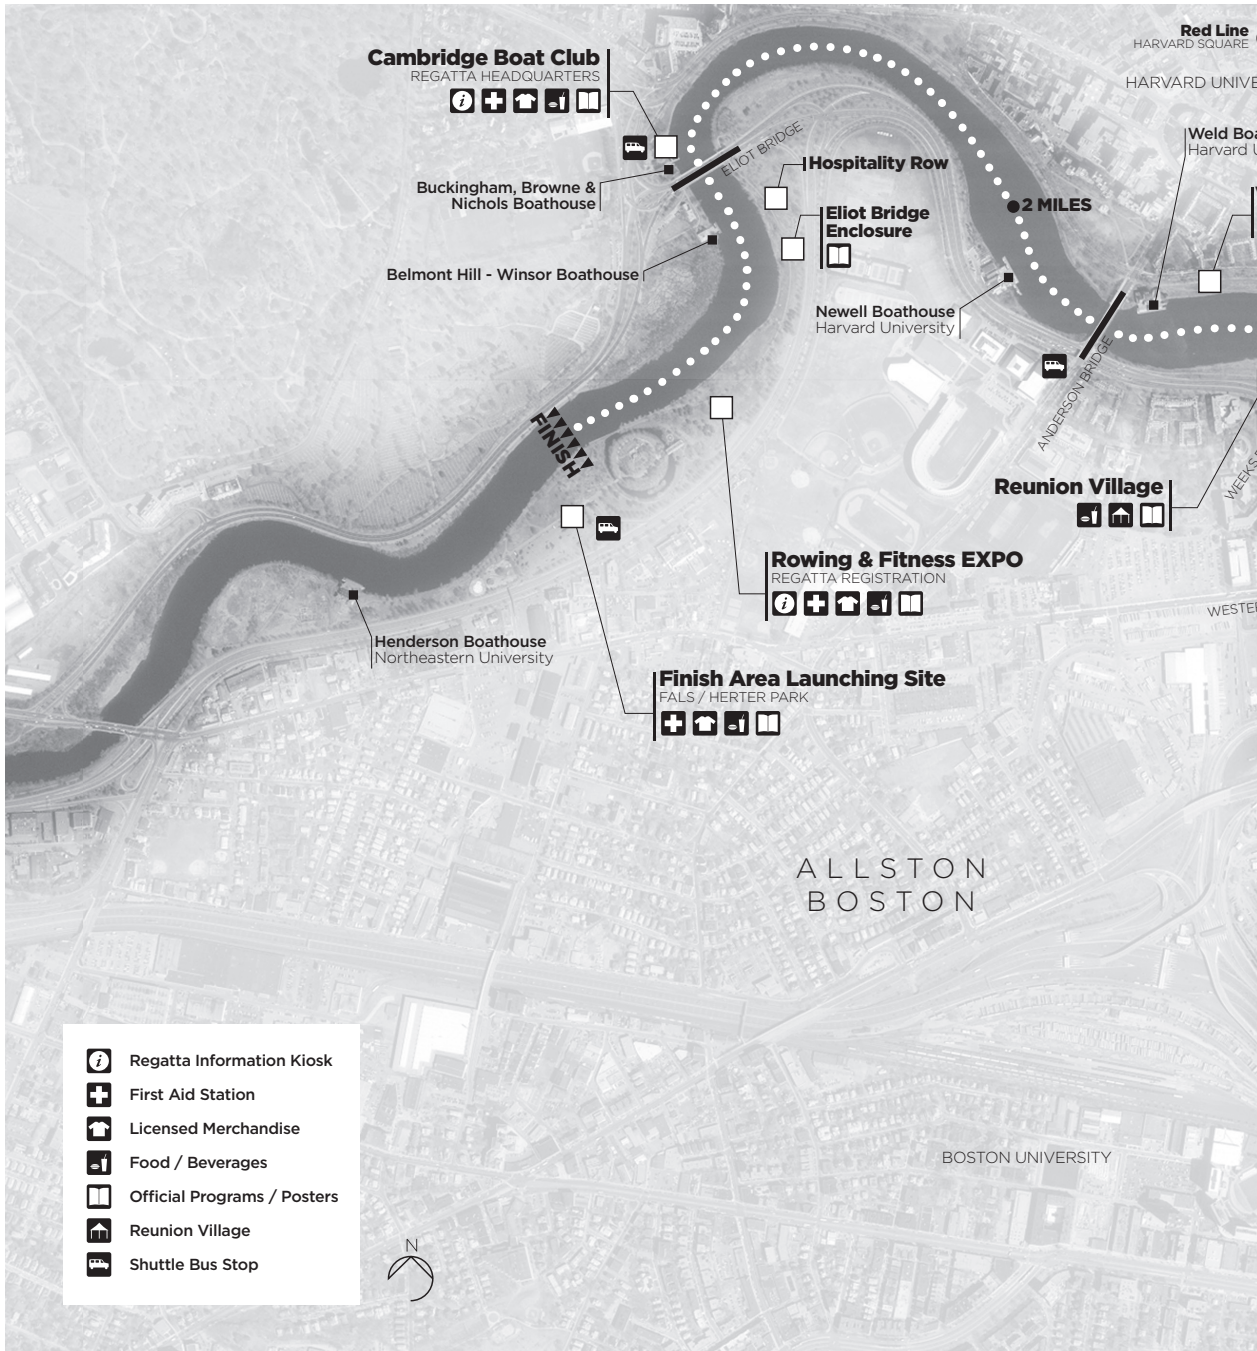 Red Line
HARVARD SQUARE
Cambridge Boat Club
REGATTA HEADQUARTERS
HARVARD
ELIOT BRIDGE
Hospitality Row
Weld
Harvard
Buckingham, Browne &
Nichols Boathouse
2 MILES
Eliot Bridge
Enclosure
Belmont Hill - Winsor Boathouse
Newell Boathouse
Harvard University
ANDERSON BRIDGE
FINISH
WEEKS
Reunion Village
Rowing & Fitness EXPO
REGATTA REGISTRATION
Henderson Boathouse
Northeastern University
Finish Area Launching Site
FALS / HERTER PARK
ALLSTON
BOSTON
Regatta Information Kiosk
First Aid Station
Licensed Merchandise
Food / Beverages
Official Programs / Posters
Reunion Village
Shuttle Bus Stop
BOSTON UNIVERSITY
N